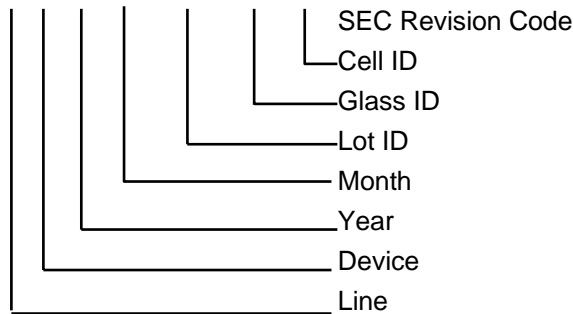 SEC Revision Code
Cell ID
Glass ID
Lot ID
Month
Year
Device
Line